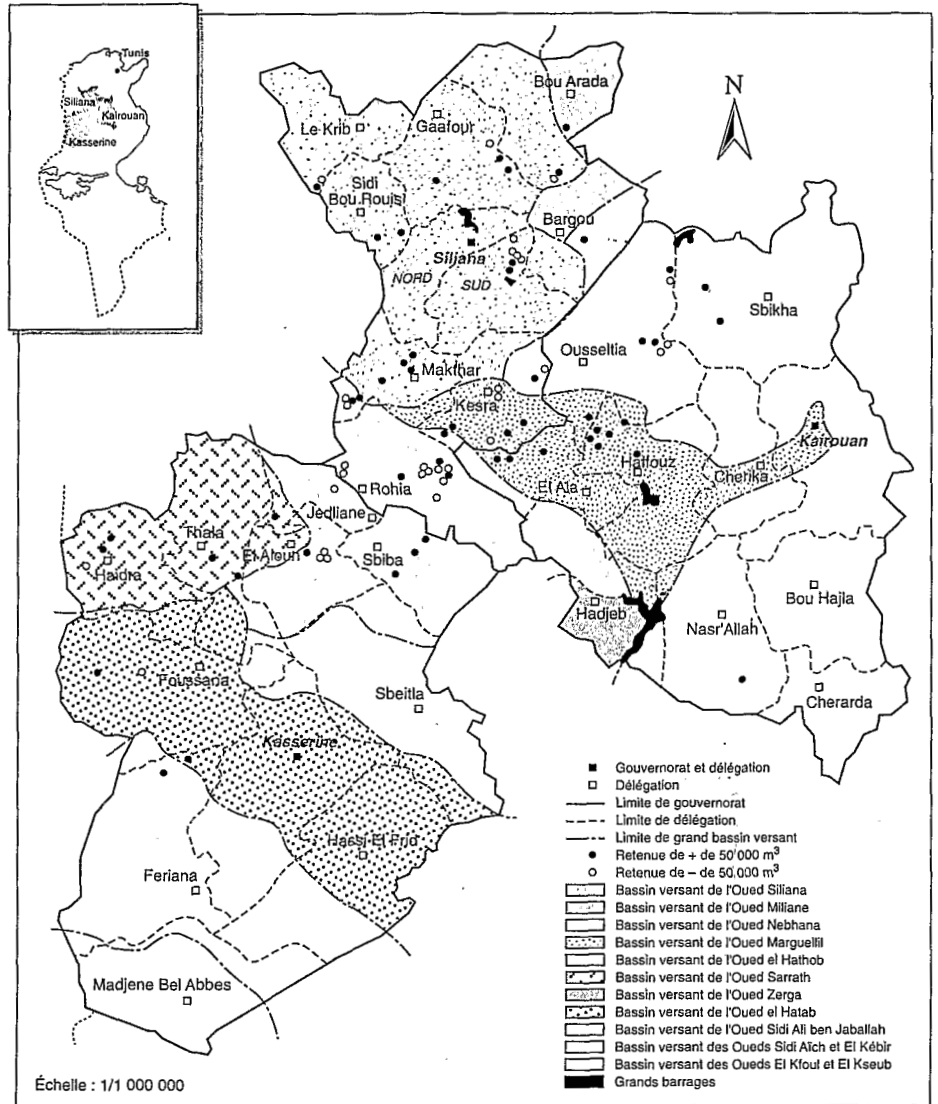 Tunis
Siliana
Kairouan
Kasserine
N
Bou Arada
Le Krib
Gaafour
Sidi
Bou Rouis
Bargou
Siliana
NORD
SUD
Sbikha
Ousseltia
Makthar
Kesra
Kairouan
Haffouz
Cherika
El Ala
Rohia
Jedliane
Thala
El Aïoun
Sbiba
Haïdra
Hadjeb
Nasr'Allah
Bou Hajla
Foussana
Sbeitla
Cherarda
Kasserine
Hassi El Frid
Feriana
Madjene Bel Abbes
Gouvernorat et délégation
Délégation
Limite de gouvernorat
Limite de délégation
Limite de grand bassin versant
Retenue de + de 50 000 m³
Retenue de – de 50 000 m³
Bassin versant de l'Oued Siliana
Bassin versant de l'Oued Miliane
Bassin versant de l'Oued Nebhana
Bassin versant de l'Oued Marguellil
Bassin versant de l'Oued el Hathob
Bassin versant de l'Oued Sarrath
Bassin versant de l'Oued Zerga
Bassin versant de l'Oued el Hatab
Bassin versant de l'Oued Sidi Ali ben Jaballah
Bassin versant des Oueds Sidi Aïch et El Kébir
Bassin versant des Oueds El Kfout et El Kseub
Grands barrages
Échelle : 1/1 000 000